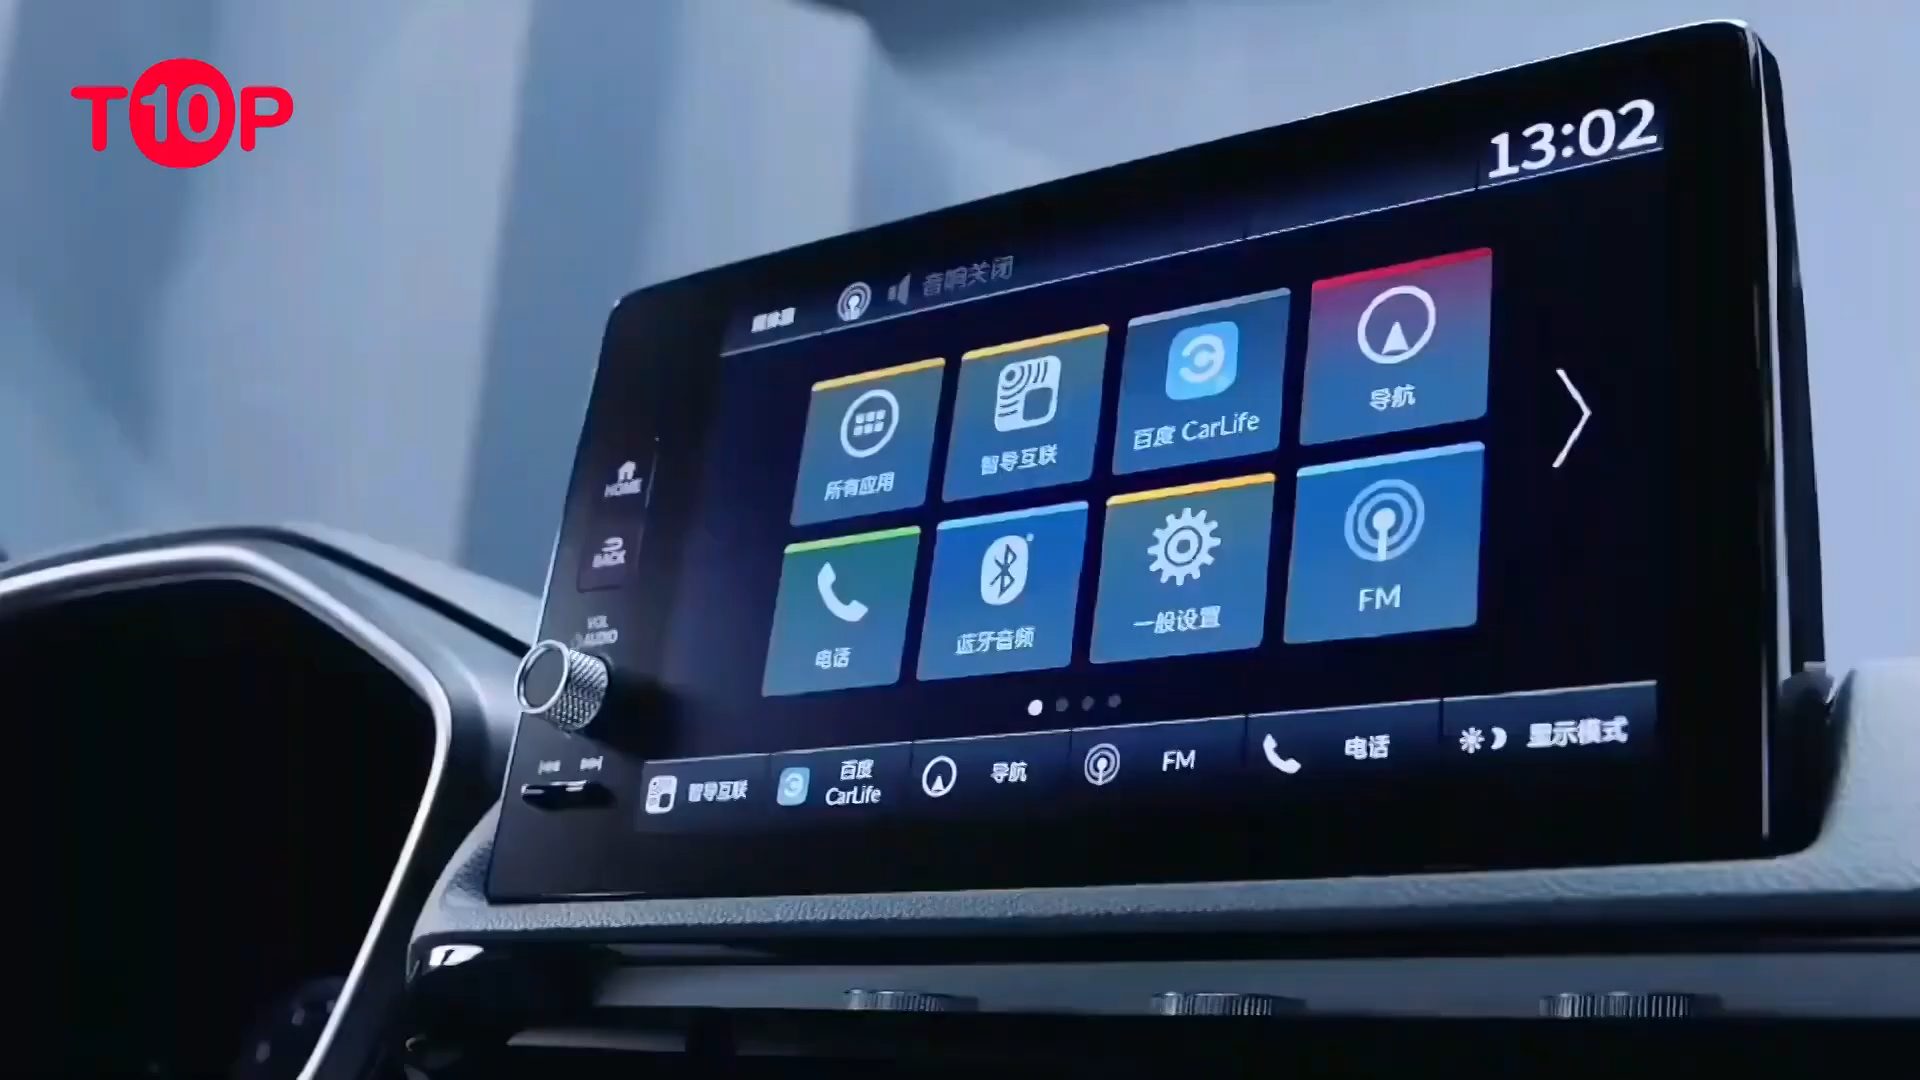 TOP
10
13:02
音响关闭
HOME
BACK
VOL
AUDIO
所有应用
智导互联
百度 CarLife
导航
电话
蓝牙音频
一般设置
FM
智导互联
百度
CarLife
导航
FM
电话
显示模式